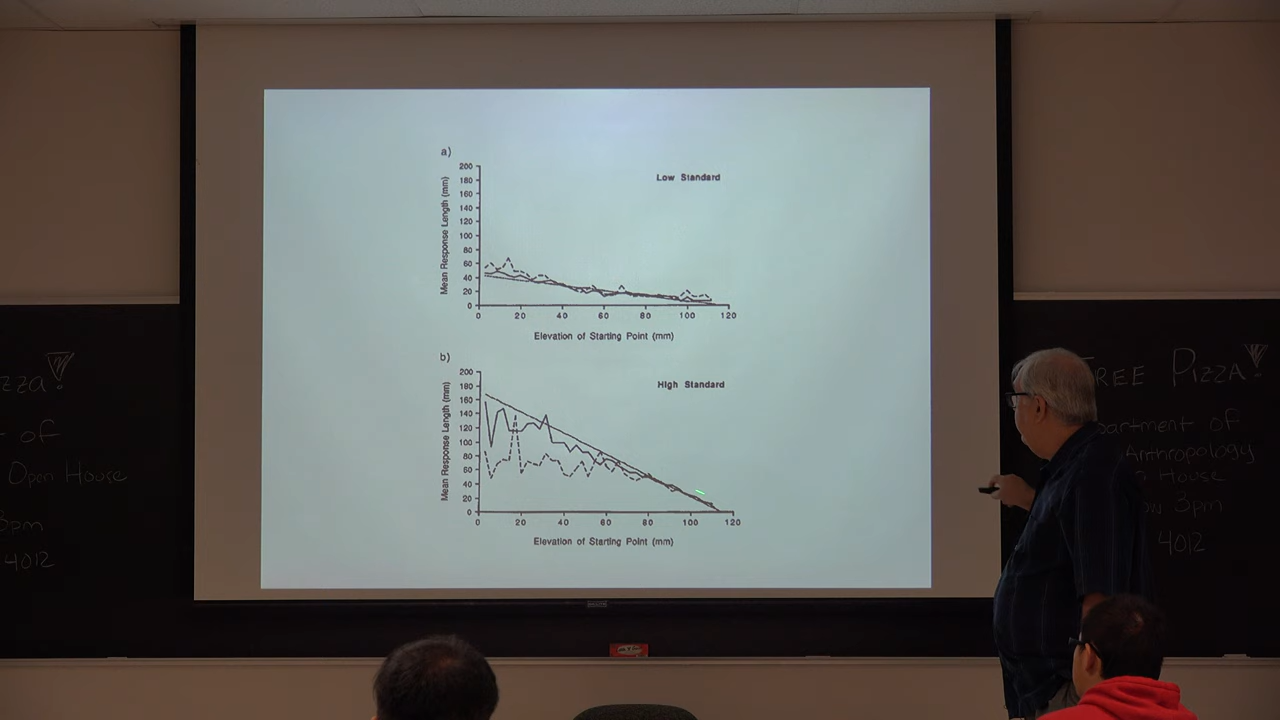 a)
Low Standard
Mean Response Length (mm)
200
180
160
140
120
100
80
60
40
20
0
0 20 40 60 80 100 120
Elevation of Starting Point (mm)
b)
High Standard
Mean Response Length (mm)
200
180
160
140
120
100
80
60
40
20
0
0 20 40 60 80 100 120
Elevation of Starting Point (mm)
of
Open House
3pm
4012
Pizza!
of
Anthropology
House
3pm
4012